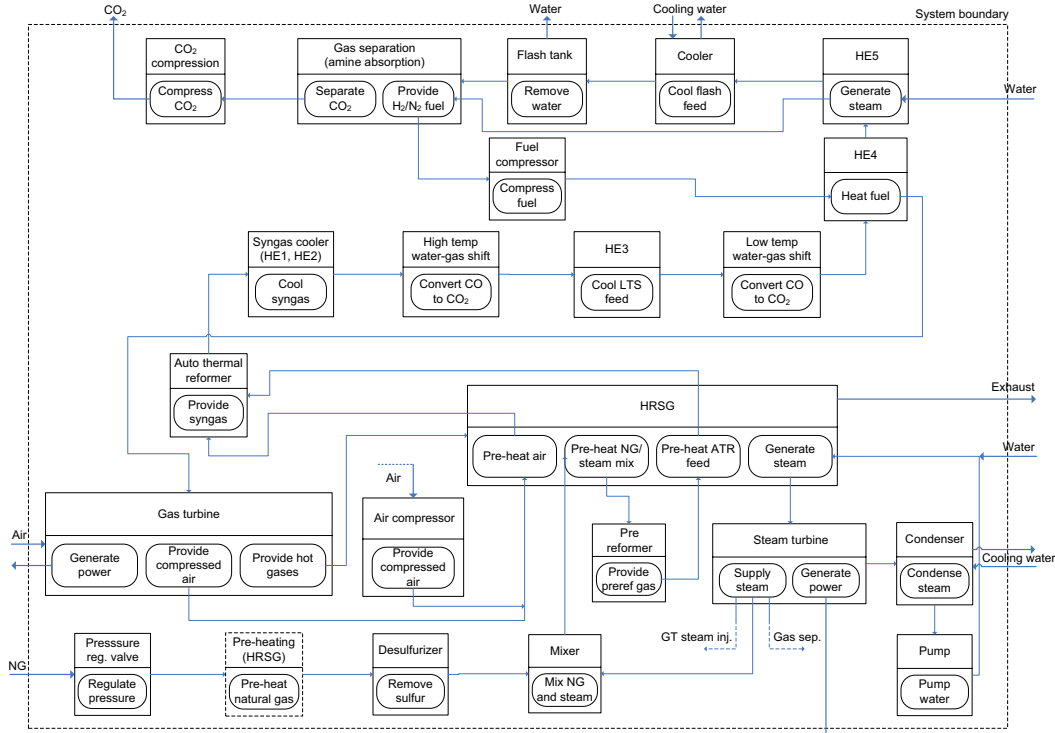 CO₂
Water
Cooling water
System boundary
CO₂
compression
Compress
CO₂
Gas separation
(amine absorption)
Separate
CO₂
Provide
H₂/N₂ fuel
Flash tank
Remove
water
Cooler
Cool flash
feed
HE5
Generate
steam
Water
Fuel
compressor
Compress
fuel
HE4
Heat fuel
Syngas cooler
(HE1, HE2)
Cool
syngas
High temp
water-gas shift
Convert CO
to CO₂
HE3
Cool LTS
feed
Low temp
water-gas shift
Convert CO
to CO₂
Auto thermal
reformer
Provide
syngas
HRSG
Pre-heat air
Pre-heat NG/
steam mix
Pre-heat ATR
feed
Generate
steam
Exhaust
Water
Air
Gas turbine
Generate
power
Provide
compressed
air
Provide hot
gases
Air
Air compressor
Provide
compressed
air
Pre
reformer
Provide
preref gas
Steam turbine
Supply
steam
Generate
power
Condenser
Condense
steam
Cooling water
GT steam inj.
Gas sep.
NG
Presssure
reg. valve
Regulate
pressure
Pre-heating
(HRSG)
Pre-heat
natural gas
Desulfurizer
Remove
sulfur
Mixer
Mix NG
and steam
Pump
Pump
water